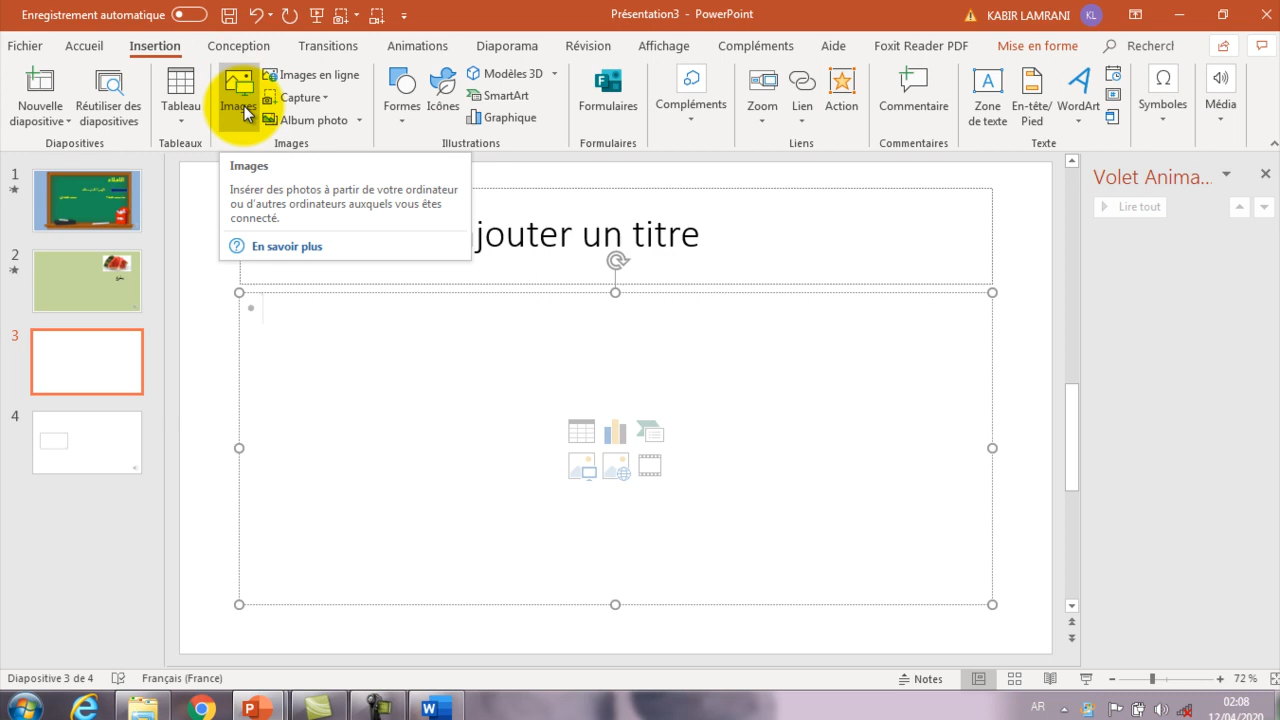 Enregistrement automatique
Présentation3 - PowerPoint
KABIR LAMRANI
KL
Fichier
Accueil
Insertion
Conception
Transitions
Animations
Diaporama
Révision
Affichage
Compléments
Aide
Foxit Reader PDF
Mise en forme
Recherch
Nouvelle
diapositive
Réutiliser des
diapositives
Tableau
Images
Images en ligne
Capture
Album photo
Formes
Icônes
Modèles 3D
SmartArt
Graphique
Formulaires
Compléments
Zoom
Lien
Action
Commentaire
Zone
de texte
En-tête/
Pied
WordArt
Symboles
Média
Diapositives
Tableaux
Images
Illustrations
Formulaires
Liens
Commentaires
Texte
Images
Insérer des photos à partir de votre ordinateur
ou d'autres ordinateurs auxquels vous êtes
connecté.
En savoir plus
jouter un titre
Volet Anima...
Lire tout
1
2
3
4
Diapositive 3 de 4
Français (France)
Notes
72 %
AR
02:08
12/04/2020